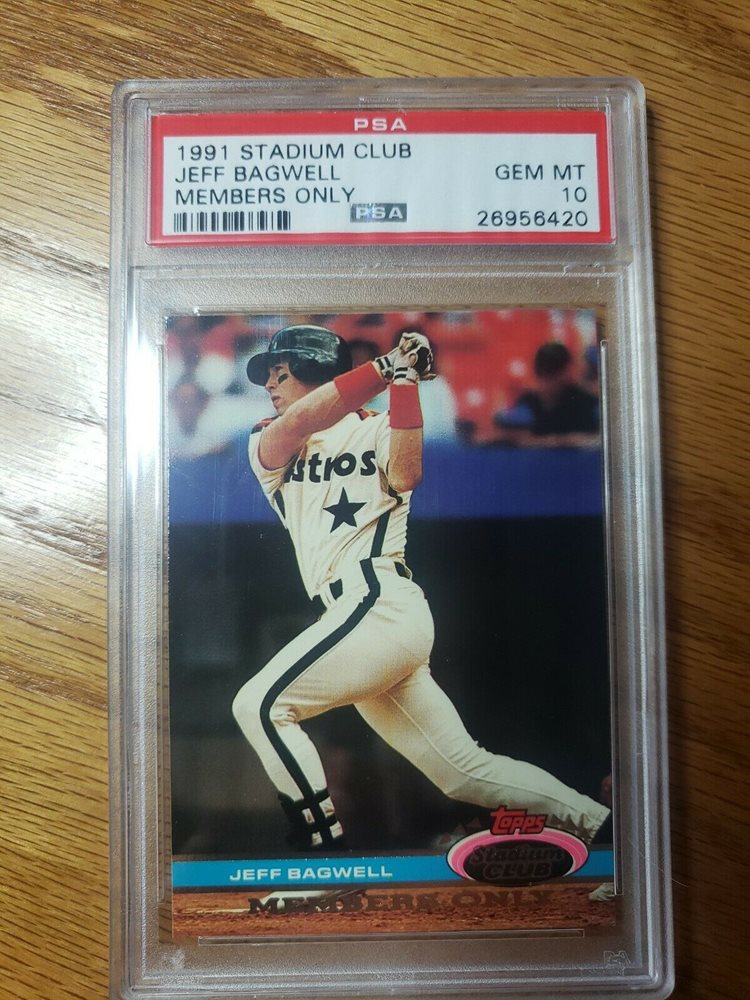 PSA
1991 STADIUM CLUB
JEFF BAGWELL GEM MT
MEMBERS ONLY 10
PSA 26956420
Astros
Topps
Stadium
CLUB
JEFF BAGWELL
MEMBERS ONLY